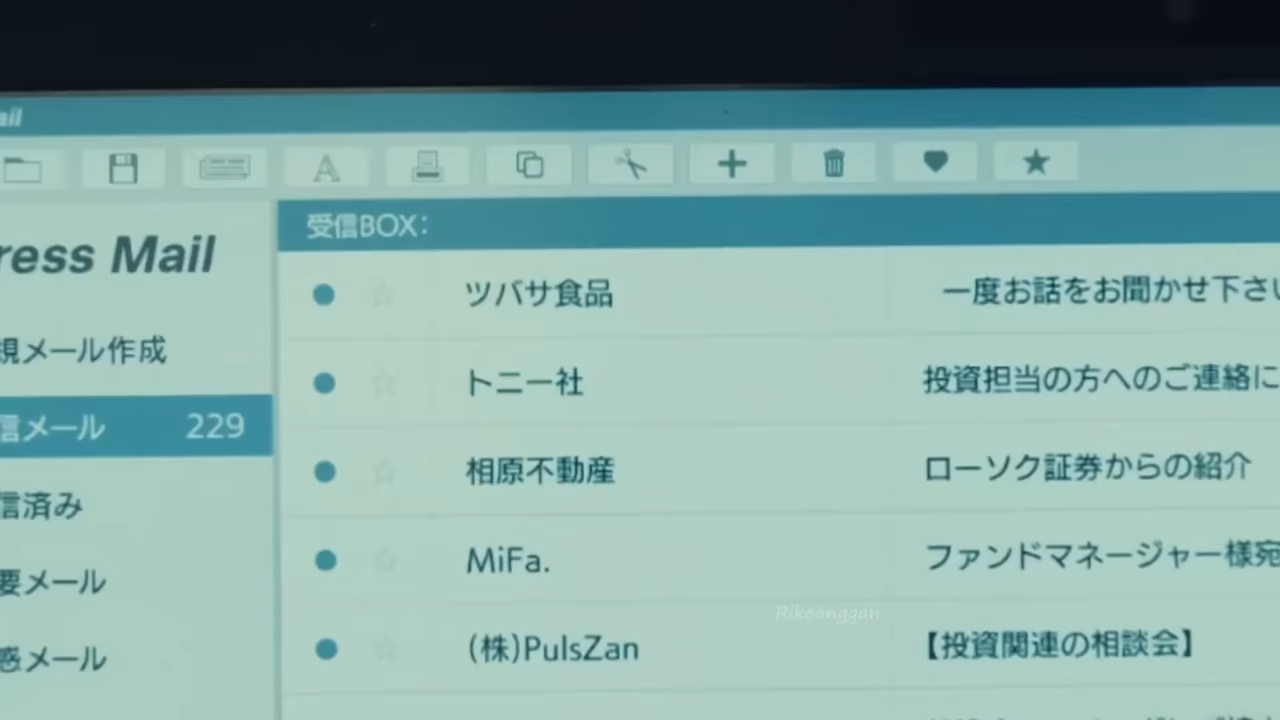 ail
ress Mail
規メール作成
信メール 229
信済み
要メール
惑メール
受信BOX:
ツバサ食品 一度お話をお聞かせ下さい
トニー社 投資担当の方へのご連絡に
相原不動産 ローソク証券からの紹介
MiFa. ファンドマネージャー様宛
(株)PulsZan 【投資関連の相談会】
Rikoanggan